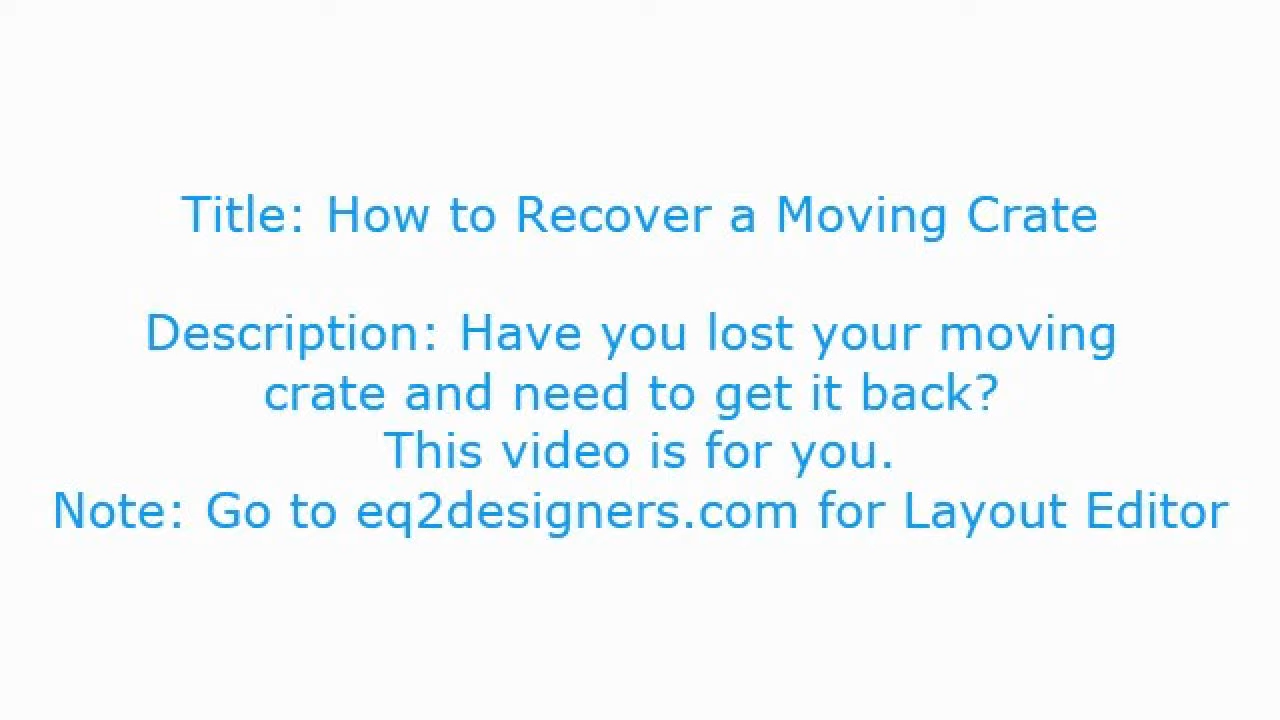 Title: How to Recover a Moving Crate
Description: Have you lost your moving
crate and need to get it back?
This video is for you.
Note: Go to eq2designers.com for Layout Editor